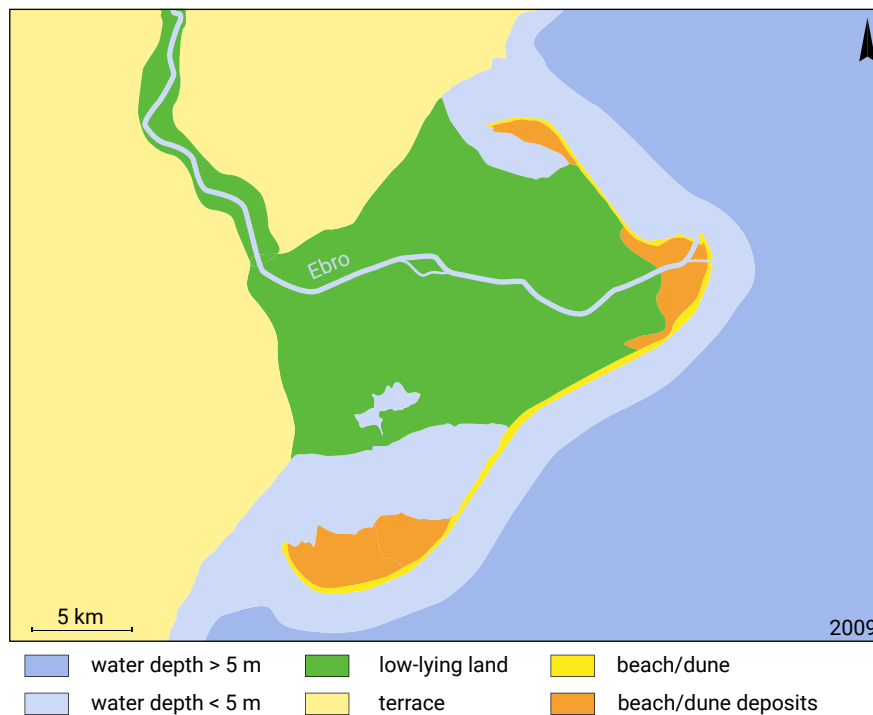 Ebro
5 km
2009
water depth > 5 m
low-lying land
beach/dune
water depth < 5 m
terrace
beach/dune deposits